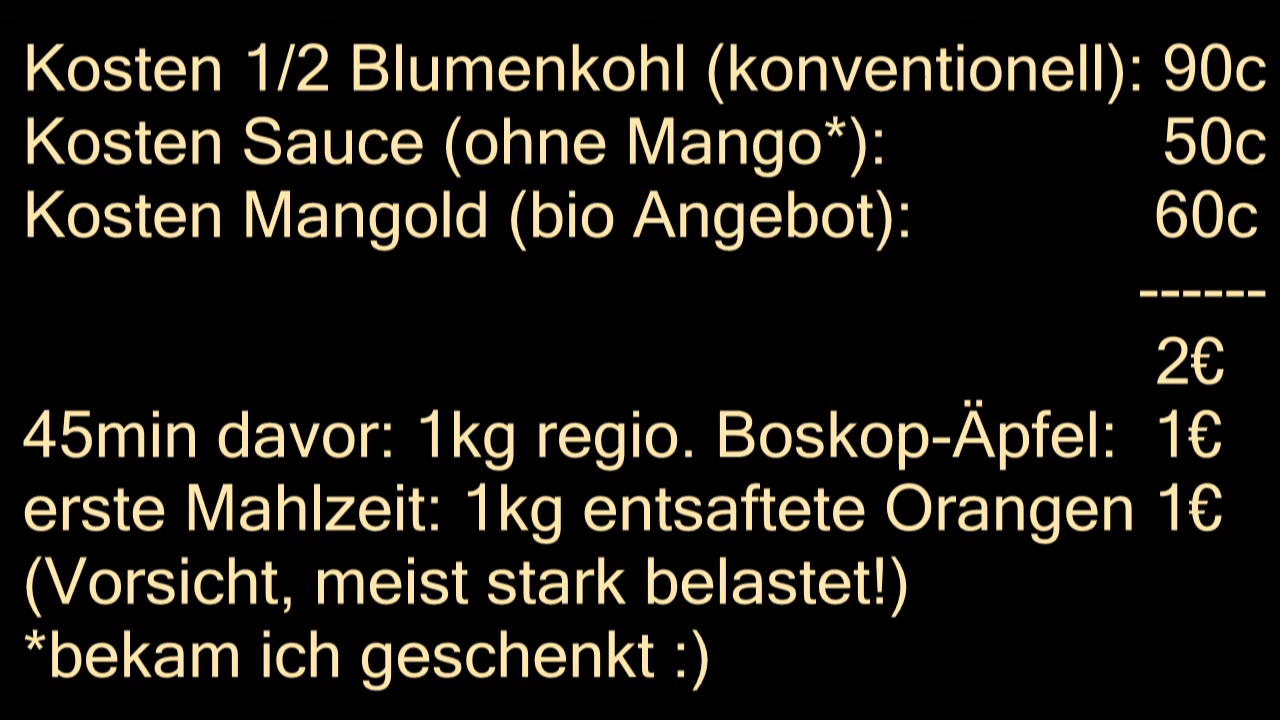 Kosten 1/2 Blumenkohl (konventionell): 90c
Kosten Sauce (ohne Mango*): 50c
Kosten Mangold (bio Angebot): 60c
------
2€
45min davor: 1kg regio. Boskop-Äpfel: 1€
erste Mahlzeit: 1kg entsaftete Orangen 1€
(Vorsicht, meist stark belastet!)
*bekam ich geschenkt :)